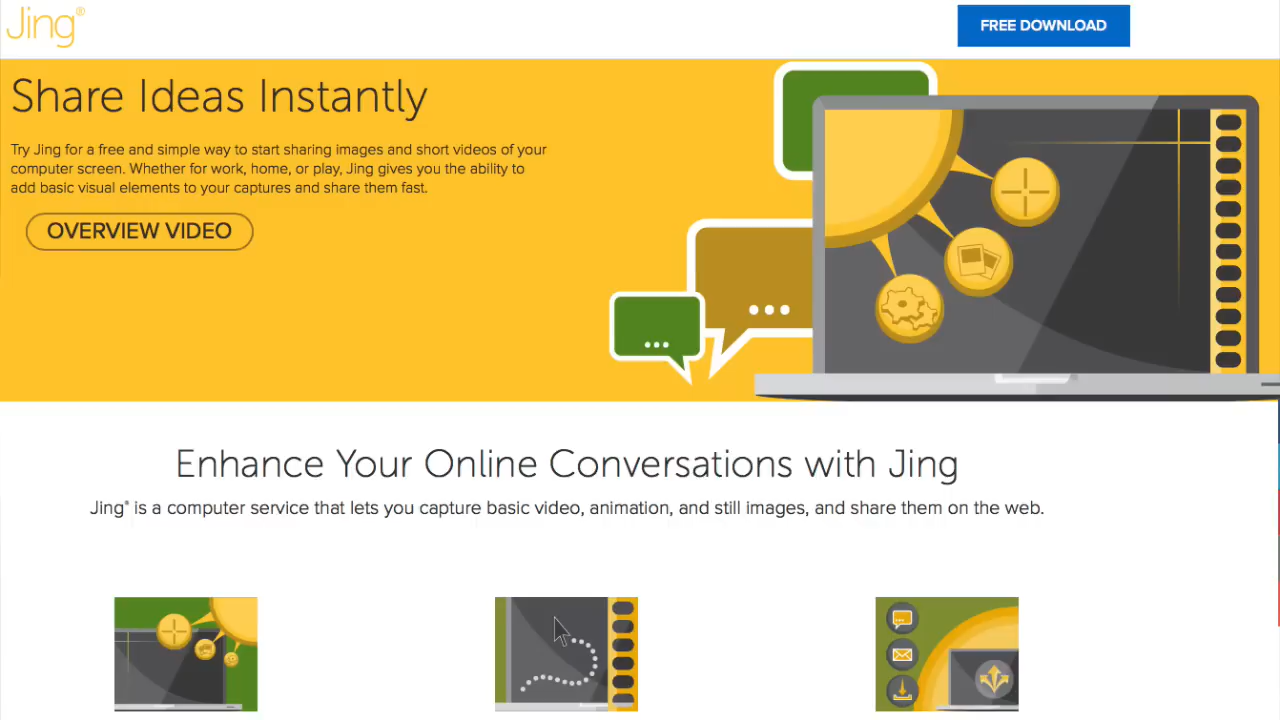 Jing®
FREE DOWNLOAD
Share Ideas Instantly
Try Jing for a free and simple way to start sharing images and short videos of your
computer screen. Whether for work, home, or play, Jing gives you the ability to
add basic visual elements to your captures and share them fast.
OVERVIEW VIDEO
Enhance Your Online Conversations with Jing
Jing® is a computer service that lets you capture basic video, animation, and still images, and share them on the web.